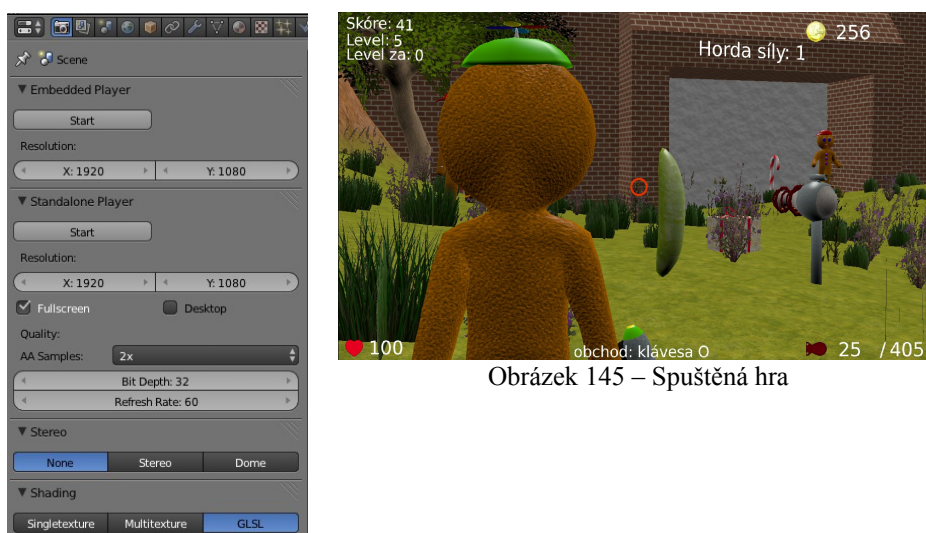 Scene
Embedded Player
Start
Resolution:
X: 1920 Y: 1080
Standalone Player
Start
Resolution:
X: 1920 Y: 1080
Fullscreen Desktop
Quality:
AA Samples: 2x
Bit Depth: 32
Refresh Rate: 60
Stereo
None Stereo Dome
Shading
Singletexture Multitexture GLSL
Skóre: 41
Level: 5
Level za: 0
256
Horda síly: 1
100
obchod: klávesa O
25 /405
Obrázek 145 – Spuštěná hra